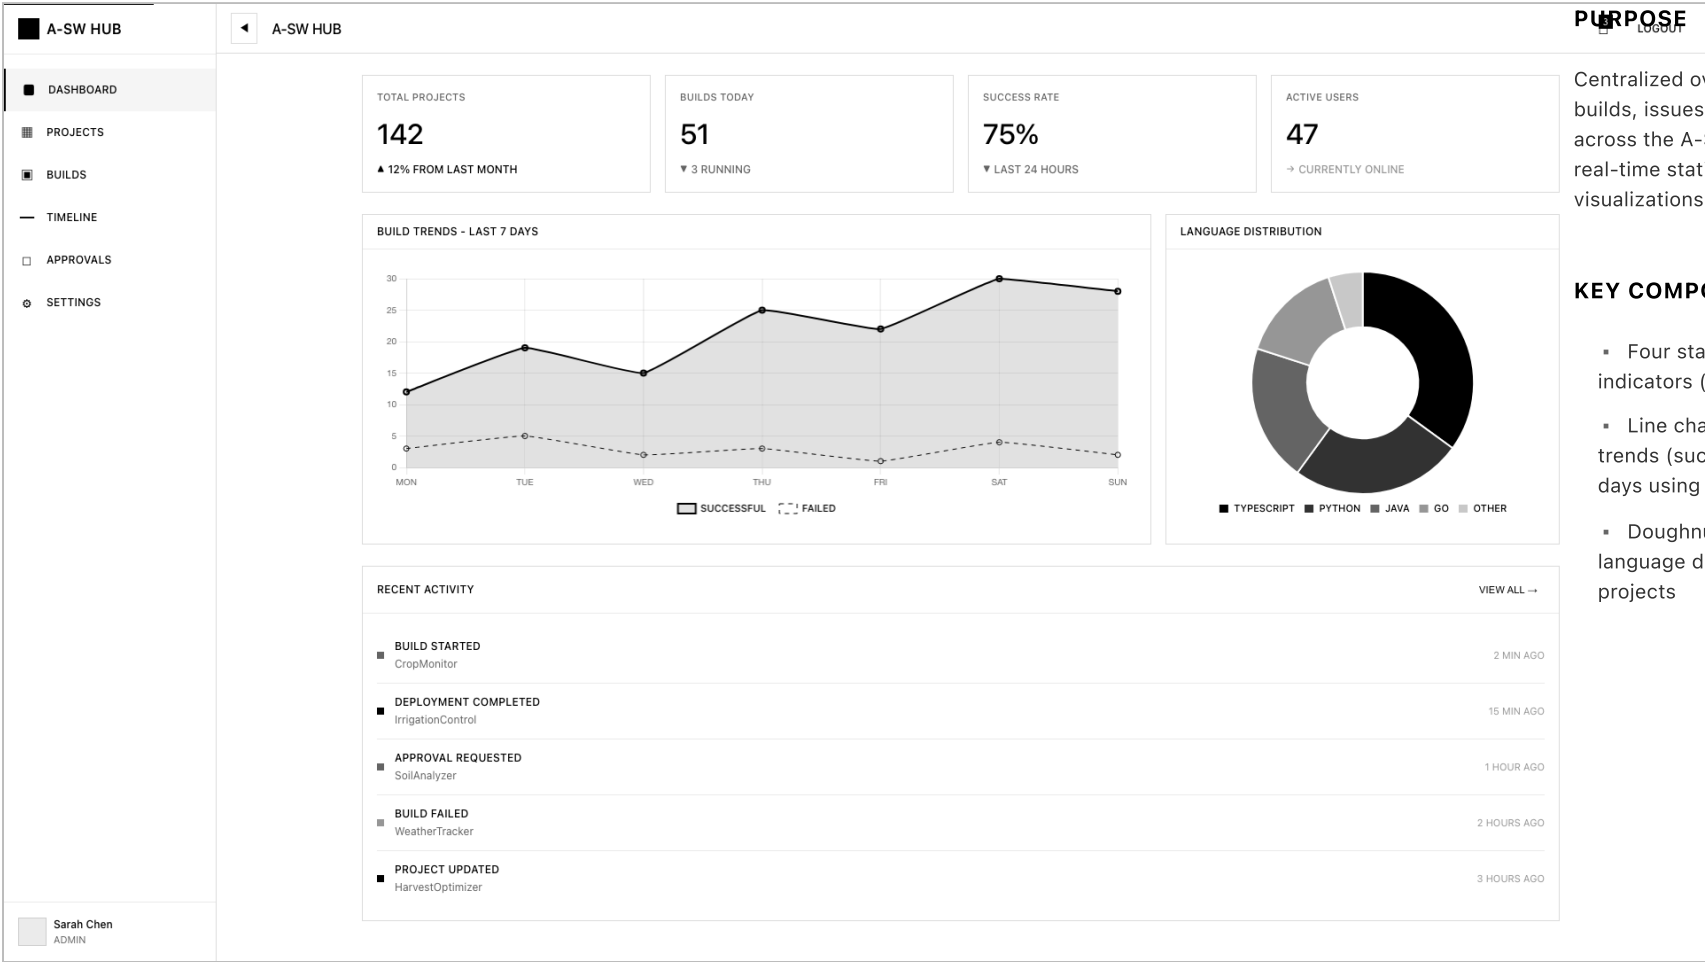 A-SW HUB
DASHBOARD
PROJECTS
BUILDS
TIMELINE
APPROVALS
SETTINGS
Sarah Chen
ADMIN
A-SW HUB
LOGOUT
TOTAL PROJECTS
142
▲ 12% FROM LAST MONTH
BUILDS TODAY
51
▼ 3 RUNNING
SUCCESS RATE
75%
▼ LAST 24 HOURS
ACTIVE USERS
47
→ CURRENTLY ONLINE
BUILD TRENDS - LAST 7 DAYS
30
25
20
15
10
5
0
MON TUE WED THU FRI SAT SUN
SUCCESSFUL FAILED
LANGUAGE DISTRIBUTION
TYPESCRIPT PYTHON JAVA GO OTHER
RECENT ACTIVITY
VIEW ALL →
BUILD STARTED
CropMonitor
2 MIN AGO
DEPLOYMENT COMPLETED
IrrigationControl
15 MIN AGO
APPROVAL REQUESTED
SoilAnalyzer
1 HOUR AGO
BUILD FAILED
WeatherTracker
2 HOURS AGO
PROJECT UPDATED
HarvestOptimizer
3 HOURS AGO
PURPOSE
Centralized
builds, issues
across the
real-time
visualizations
KEY
Four
indicators (
Line
trends
days using
language
projects